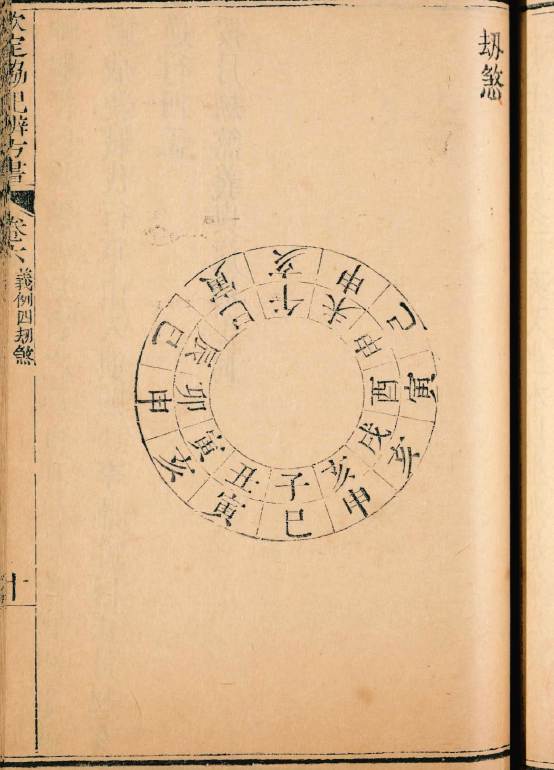 刼煞
巳寅亥申巳寅亥申巳寅亥申
子丑寅卯辰巳午未申酉戌亥
欽定協紀辨方書
卷六
義例四刼煞
十